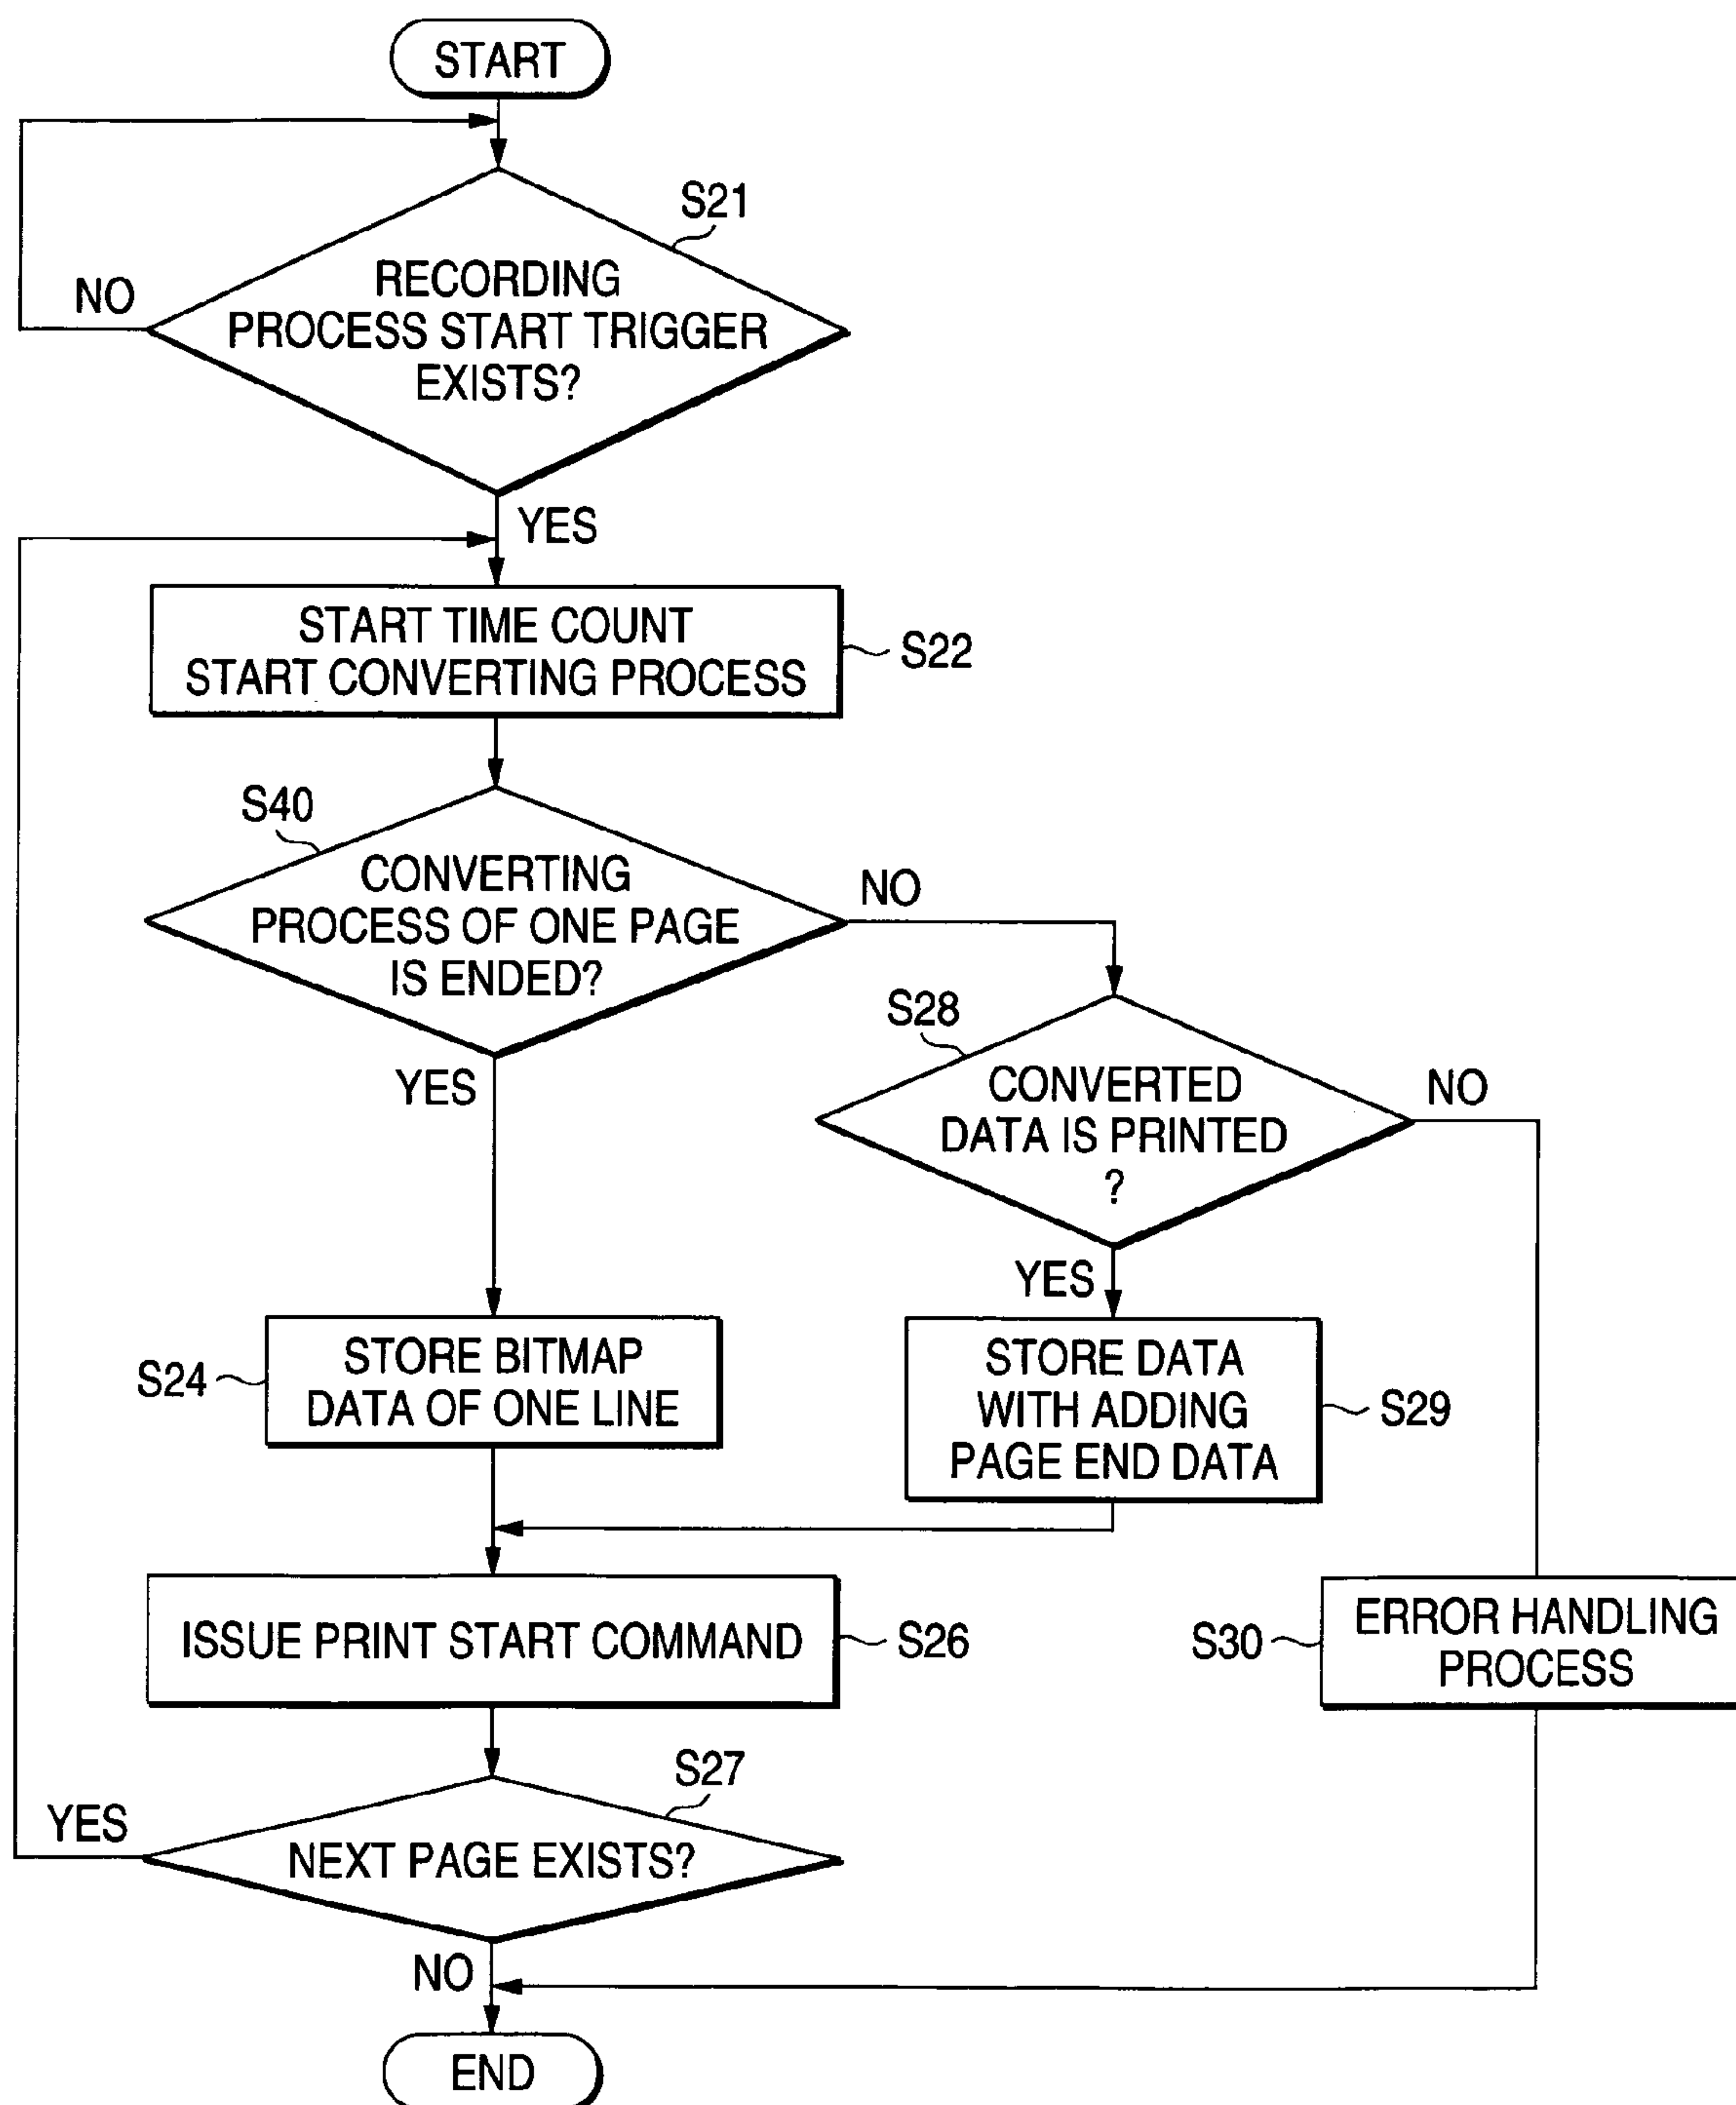 START
S21
RECORDING
PROCESS START TRIGGER
EXISTS?
NO
YES
START TIME COUNT
START CONVERTING PROCESS
S22
S40
CONVERTING
PROCESS OF ONE PAGE
IS ENDED?
NO
YES
S28
CONVERTED
DATA IS PRINTED
?
NO
YES
S24
STORE BITMAP
DATA OF ONE LINE
STORE DATA
WITH ADDING
PAGE END DATA
S29
ISSUE PRINT START COMMAND
S26
S30
ERROR HANDLING
PROCESS
S27
NEXT PAGE EXISTS?
YES
NO
END